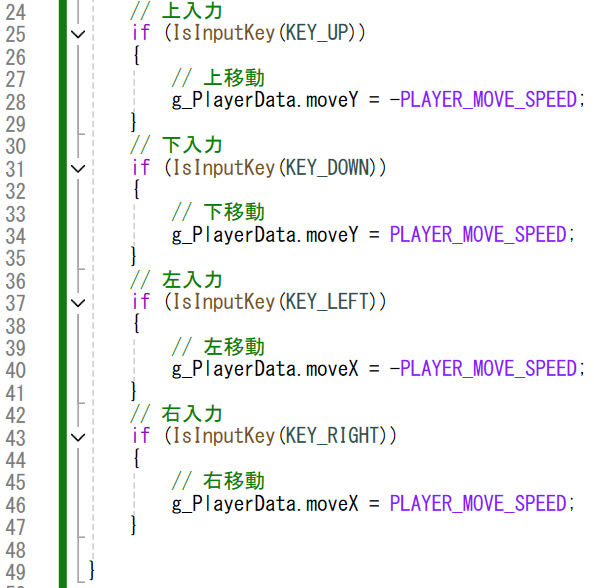 24 // 上入力
25 if (IsInputKey(KEY_UP))
26 {
27 // 上移動
28 g_PlayerData.moveY = -PLAYER_MOVE_SPEED;
29 }
30 // 下入力
31 if (IsInputKey(KEY_DOWN))
32 {
33 // 下移動
34 g_PlayerData.moveY = PLAYER_MOVE_SPEED;
35 }
36 // 左入力
37 if (IsInputKey(KEY_LEFT))
38 {
39 // 左移動
40 g_PlayerData.moveX = -PLAYER_MOVE_SPEED;
41 }
42 // 右入力
43 if (IsInputKey(KEY_RIGHT))
44 {
45 // 右移動
46 g_PlayerData.moveX = PLAYER_MOVE_SPEED;
47 }
48
49 }